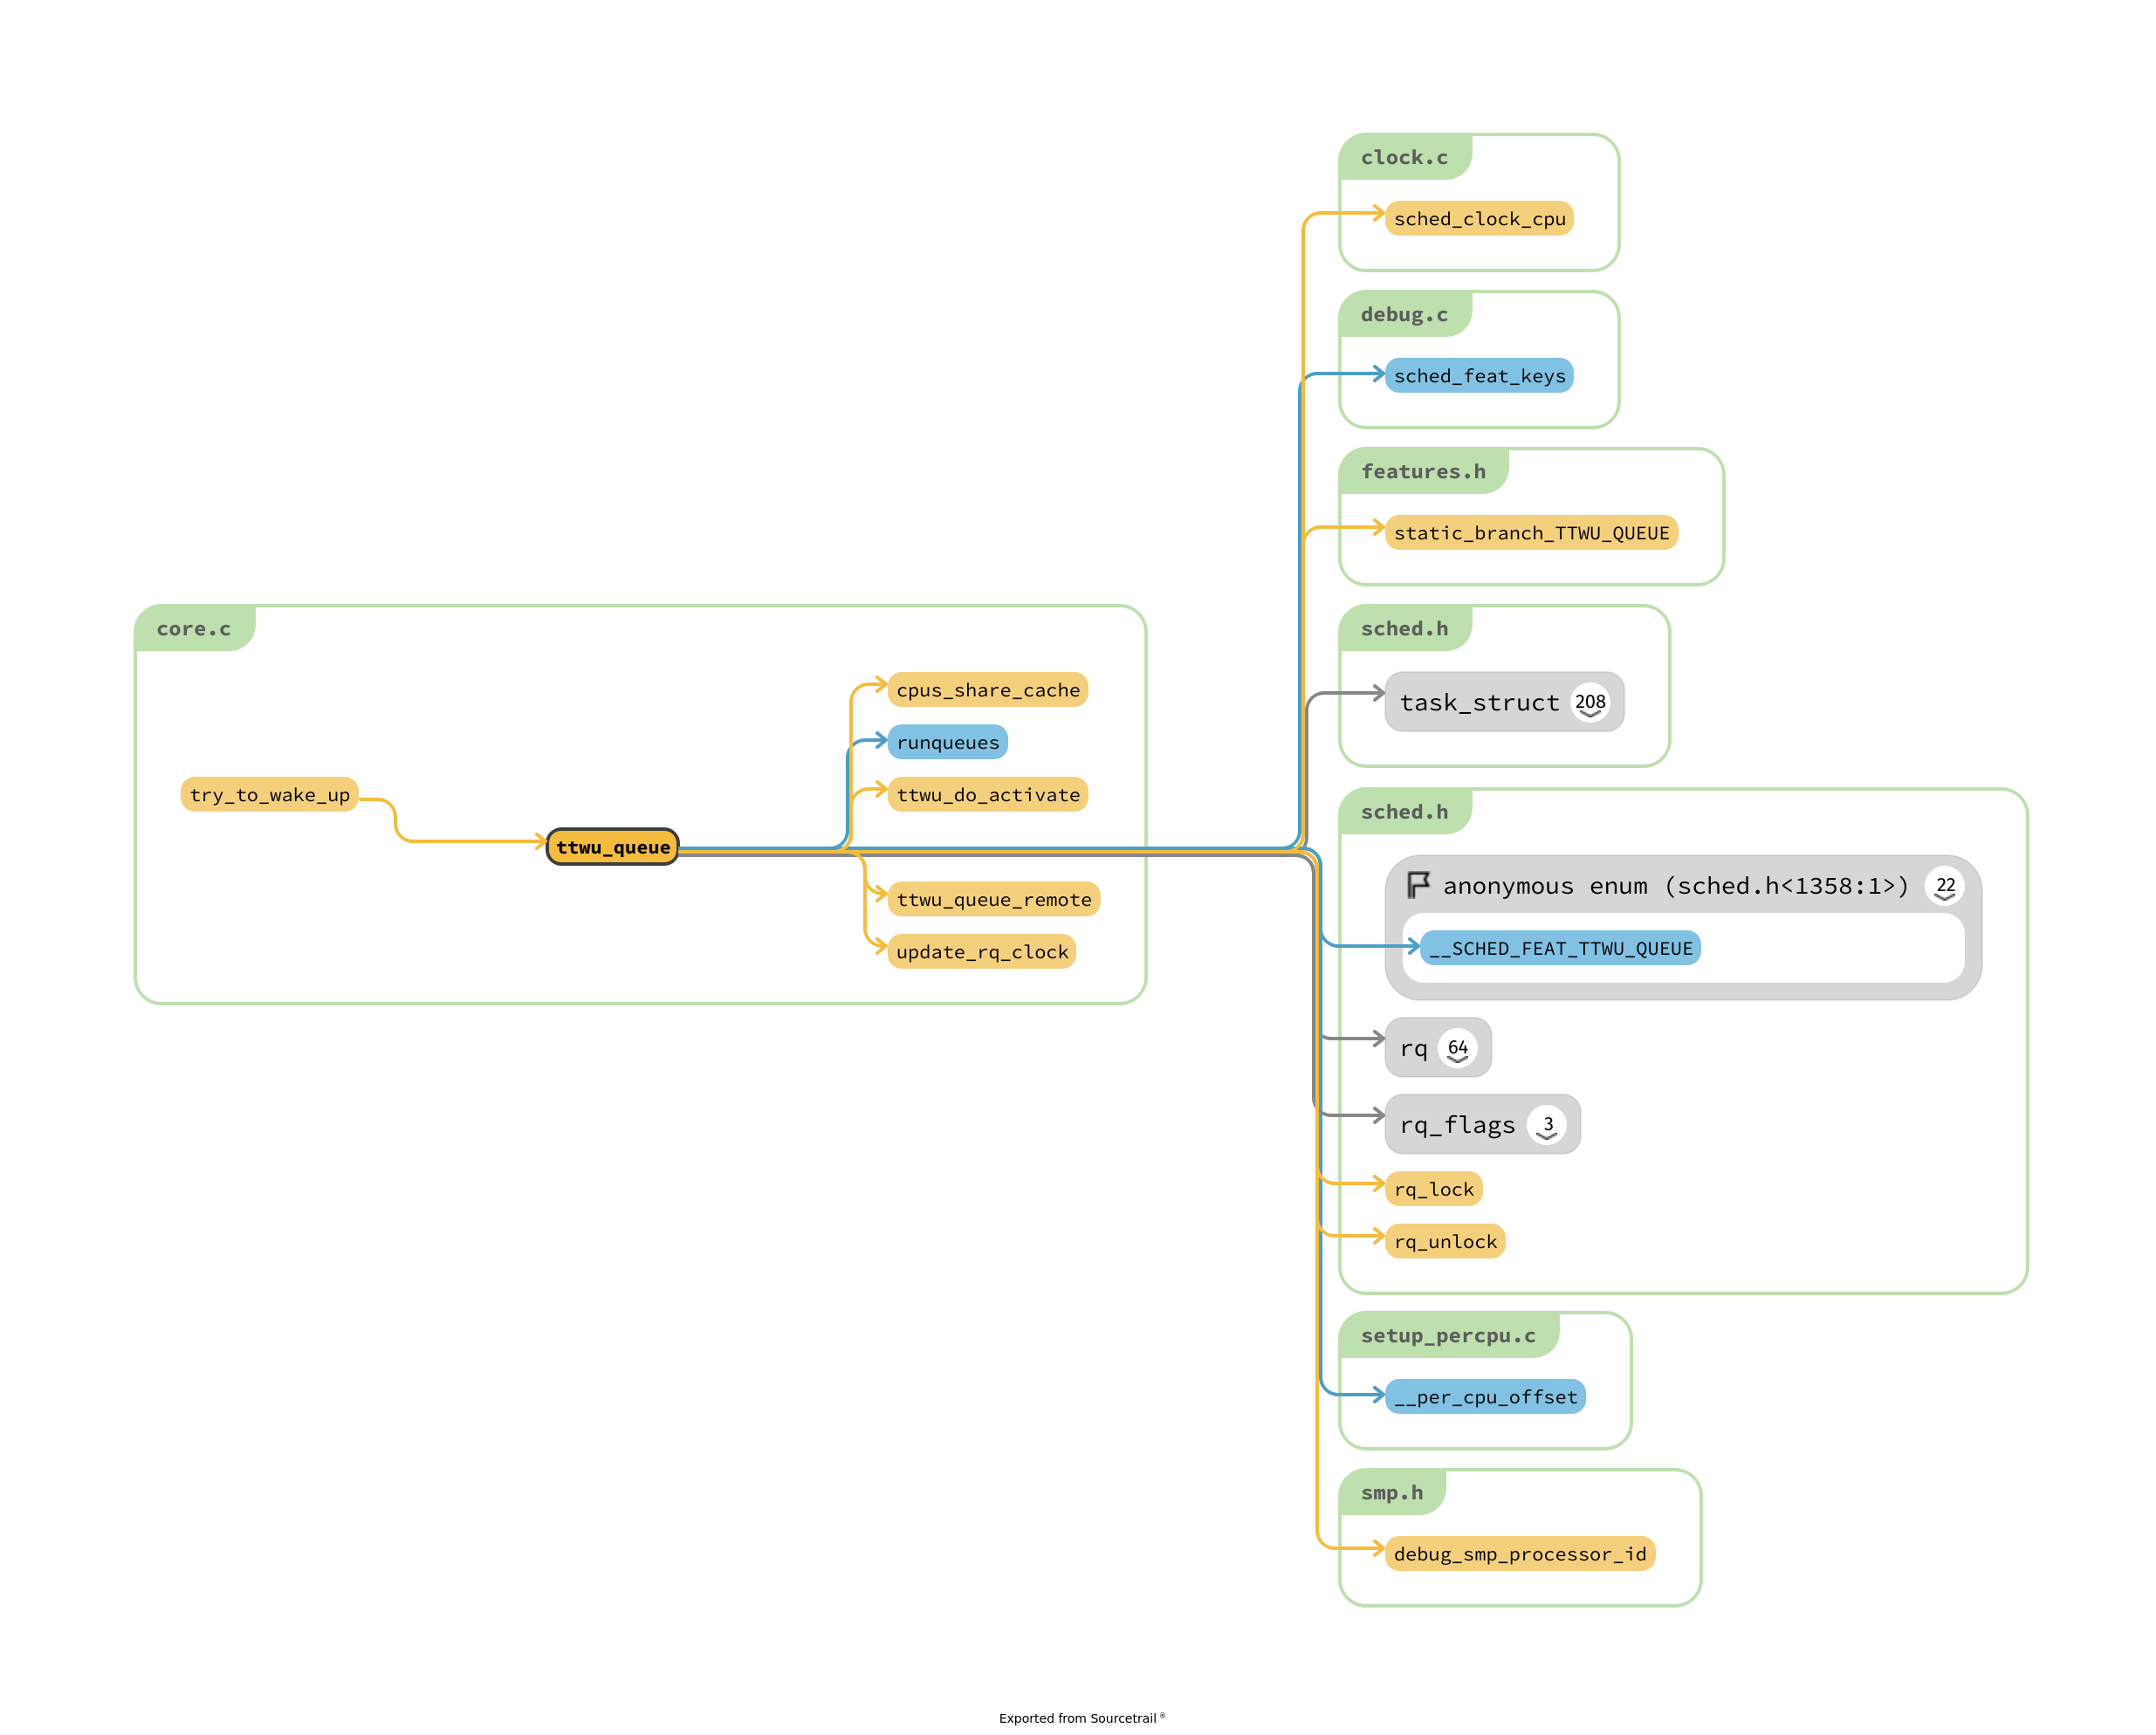 core.c
try_to_wake_up
ttwu_queue
cpus_share_cache
runqueues
ttwu_do_activate
ttwu_queue_remote
update_rq_clock
clock.c
sched_clock_cpu
debug.c
sched_feat_keys
features.h
static_branch_TTWU_QUEUE
sched.h
task_struct 208
sched.h
anonymous enum (sched.h<1358:1>) 22
__SCHED_FEAT_TTWU_QUEUE
rq 64
rq_flags 3
rq_lock
rq_unlock
setup_percpu.c
__per_cpu_offset
smp.h
debug_smp_processor_id
Exported from Sourcetrail ®